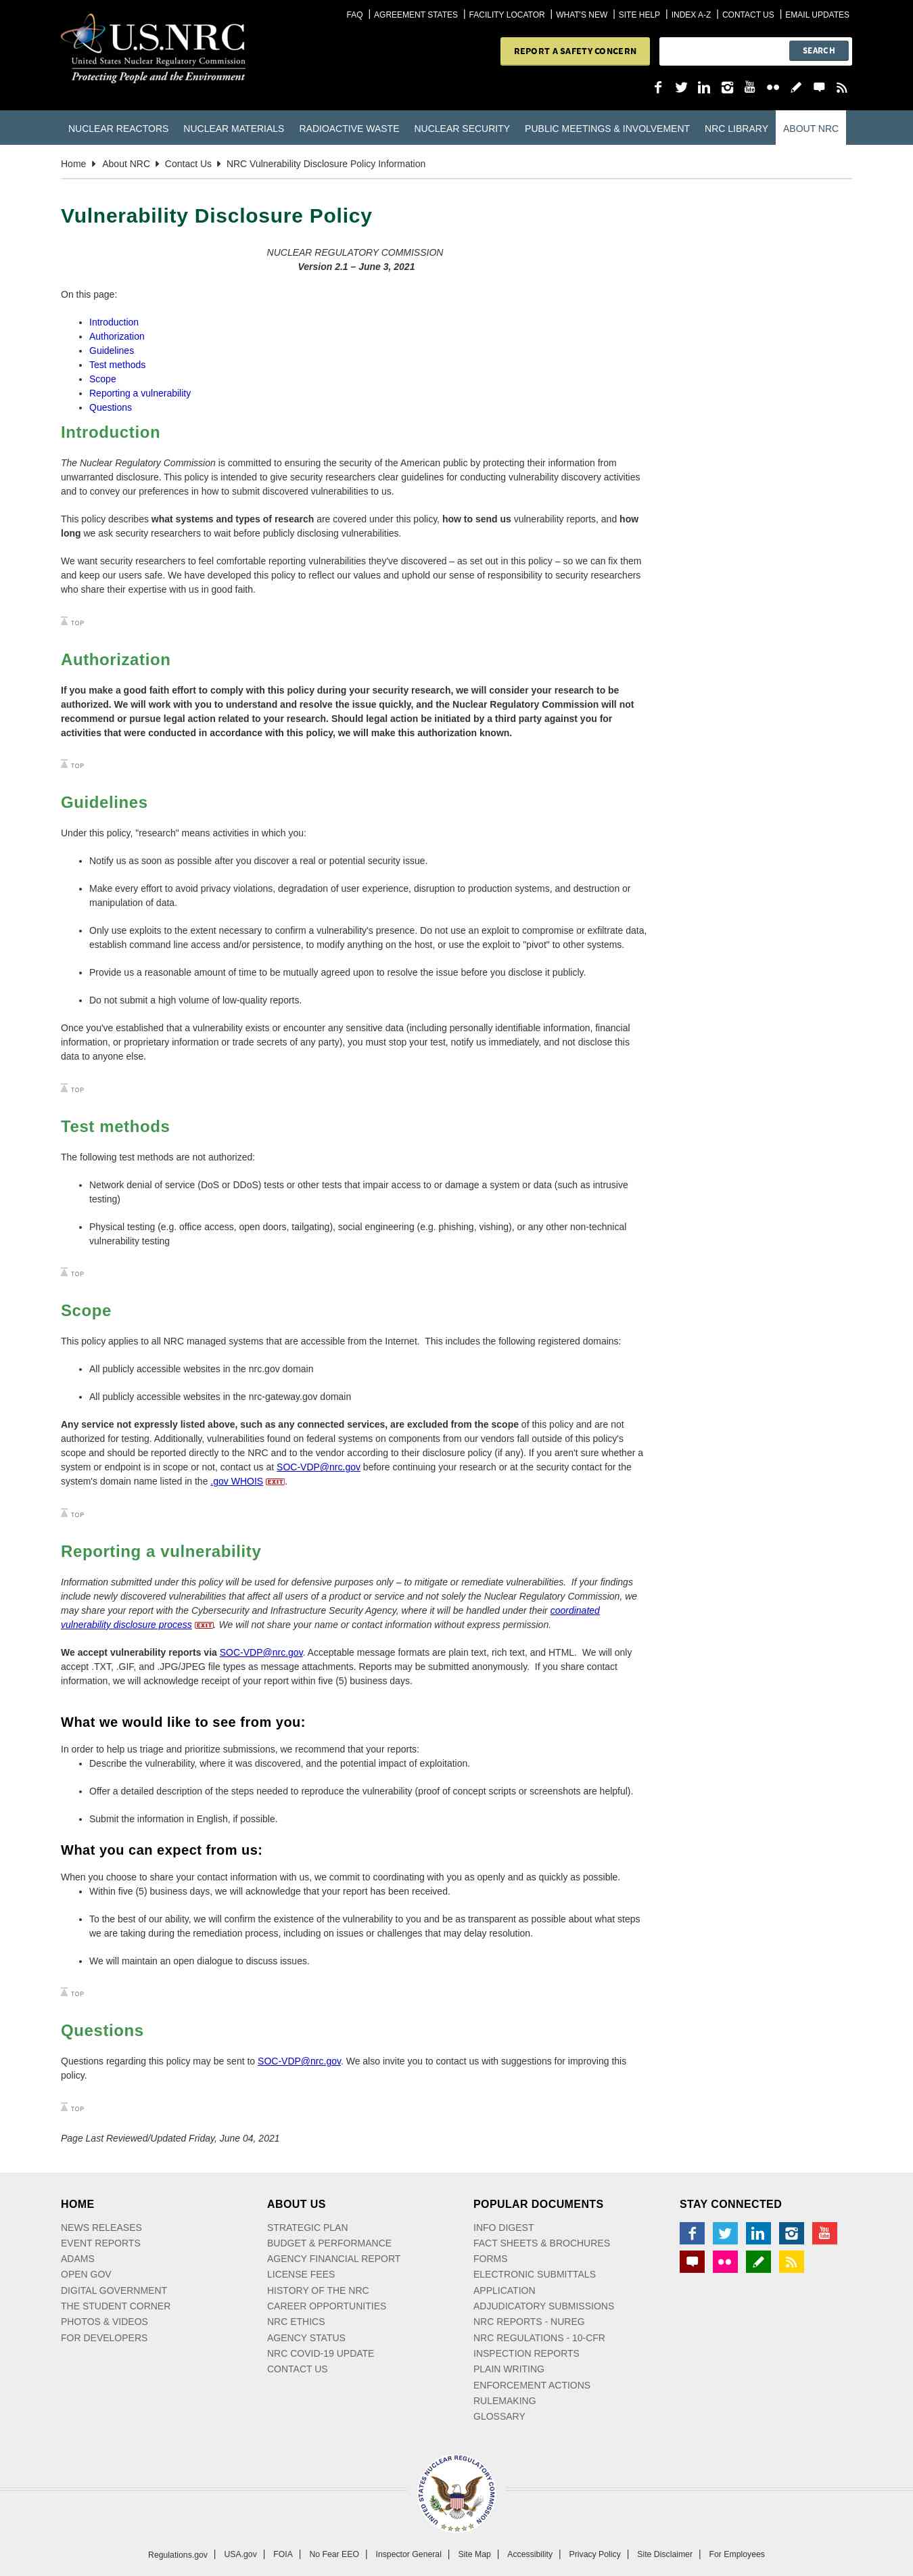 FAQ | AGREEMENT STATES | FACILITY LOCATOR | WHAT'S NEW | SITE HELP | INDEX A-Z | CONTACT US | EMAIL UPDATES
U.S.NRC
United States Nuclear Regulatory Commission
Protecting People and the Environment
REPORT A SAFETY CONCERN
SEARCH
NUCLEAR REACTORS NUCLEAR MATERIALS RADIOACTIVE WASTE NUCLEAR SECURITY PUBLIC MEETINGS & INVOLVEMENT NRC LIBRARY ABOUT NRC
Home About NRC Contact Us NRC Vulnerability Disclosure Policy Information
Vulnerability Disclosure Policy
NUCLEAR REGULATORY COMMISSION
Version 2.1 – June 3, 2021
On this page:
• Introduction
• Authorization
• Guidelines
• Test methods
• Scope
• Reporting a vulnerability
• Questions
Introduction
The Nuclear Regulatory Commission is committed to ensuring the security of the American public by protecting their information from
unwarranted disclosure. This policy is intended to give security researchers clear guidelines for conducting vulnerability discovery activities
and to convey our preferences in how to submit discovered vulnerabilities to us.
This policy describes what systems and types of research are covered under this policy, how to send us vulnerability reports, and how
long we ask security researchers to wait before publicly disclosing vulnerabilities.
We want security researchers to feel comfortable reporting vulnerabilities they've discovered – as set out in this policy – so we can fix them
and keep our users safe. We have developed this policy to reflect our values and uphold our sense of responsibility to security researchers
who share their expertise with us in good faith.
TOP
Authorization
If you make a good faith effort to comply with this policy during your security research, we will consider your research to be
authorized. We will work with you to understand and resolve the issue quickly, and the Nuclear Regulatory Commission will not
recommend or pursue legal action related to your research. Should legal action be initiated by a third party against you for
activities that were conducted in accordance with this policy, we will make this authorization known.
TOP
Guidelines
Under this policy, "research" means activities in which you:
• Notify us as soon as possible after you discover a real or potential security issue.
• Make every effort to avoid privacy violations, degradation of user experience, disruption to production systems, and destruction or
manipulation of data.
• Only use exploits to the extent necessary to confirm a vulnerability's presence. Do not use an exploit to compromise or exfiltrate data,
establish command line access and/or persistence, to modify anything on the host, or use the exploit to "pivot" to other systems.
• Provide us a reasonable amount of time to be mutually agreed upon to resolve the issue before you disclose it publicly.
• Do not submit a high volume of low-quality reports.
Once you've established that a vulnerability exists or encounter any sensitive data (including personally identifiable information, financial
information, or proprietary information or trade secrets of any party), you must stop your test, notify us immediately, and not disclose this
data to anyone else.
TOP
Test methods
The following test methods are not authorized:
• Network denial of service (DoS or DDoS) tests or other tests that impair access to or damage a system or data (such as intrusive
testing)
• Physical testing (e.g. office access, open doors, tailgating), social engineering (e.g. phishing, vishing), or any other non-technical
vulnerability testing
TOP
Scope
This policy applies to all NRC managed systems that are accessible from the Internet. This includes the following registered domains:
• All publicly accessible websites in the nrc.gov domain
• All publicly accessible websites in the nrc-gateway.gov domain
Any service not expressly listed above, such as any connected services, are excluded from the scope of this policy and are not
authorized for testing. Additionally, vulnerabilities found on federal systems on components from our vendors fall outside of this policy's
scope and should be reported directly to the NRC and to the vendor according to their disclosure policy (if any). If you aren't sure whether a
system or endpoint is in scope or not, contact us at SOC-VDP@nrc.gov before continuing your research or at the security contact for the
system's domain name listed in the .gov WHOIS EXIT.
TOP
Reporting a vulnerability
Information submitted under this policy will be used for defensive purposes only – to mitigate or remediate vulnerabilities. If your findings
include newly discovered vulnerabilities that affect all users of a product or service and not solely the Nuclear Regulatory Commission, we
may share your report with the Cybersecurity and Infrastructure Security Agency, where it will be handled under their coordinated
vulnerability disclosure process EXIT. We will not share your name or contact information without express permission.
We accept vulnerability reports via SOC-VDP@nrc.gov. Acceptable message formats are plain text, rich text, and HTML. We will only
accept .TXT, .GIF, and .JPG/JPEG file types as message attachments. Reports may be submitted anonymously. If you share contact
information, we will acknowledge receipt of your report within five (5) business days.
What we would like to see from you:
In order to help us triage and prioritize submissions, we recommend that your reports:
• Describe the vulnerability, where it was discovered, and the potential impact of exploitation.
• Offer a detailed description of the steps needed to reproduce the vulnerability (proof of concept scripts or screenshots are helpful).
• Submit the information in English, if possible.
What you can expect from us:
When you choose to share your contact information with us, we commit to coordinating with you as openly and as quickly as possible.
• Within five (5) business days, we will acknowledge that your report has been received.
• To the best of our ability, we will confirm the existence of the vulnerability to you and be as transparent as possible about what steps
we are taking during the remediation process, including on issues or challenges that may delay resolution.
• We will maintain an open dialogue to discuss issues.
TOP
Questions
Questions regarding this policy may be sent to SOC-VDP@nrc.gov. We also invite you to contact us with suggestions for improving this
policy.
TOP
Page Last Reviewed/Updated Friday, June 04, 2021
HOME
NEWS RELEASES
EVENT REPORTS
ADAMS
OPEN GOV
DIGITAL GOVERNMENT
THE STUDENT CORNER
PHOTOS & VIDEOS
FOR DEVELOPERS
ABOUT US
STRATEGIC PLAN
BUDGET & PERFORMANCE
AGENCY FINANCIAL REPORT
LICENSE FEES
HISTORY OF THE NRC
CAREER OPPORTUNITIES
NRC ETHICS
AGENCY STATUS
NRC COVID-19 UPDATE
CONTACT US
POPULAR DOCUMENTS
INFO DIGEST
FACT SHEETS & BROCHURES
FORMS
ELECTRONIC SUBMITTALS
APPLICATION
ADJUDICATORY SUBMISSIONS
NRC REPORTS - NUREG
NRC REGULATIONS - 10-CFR
INSPECTION REPORTS
PLAIN WRITING
ENFORCEMENT ACTIONS
RULEMAKING
GLOSSARY
STAY CONNECTED
UNITED STATES NUCLEAR REGULATORY COMMISSION
Regulations.gov | USA.gov | FOIA | No Fear EEO | Inspector General | Site Map | Accessibility | Privacy Policy | Site Disclaimer | For Employees